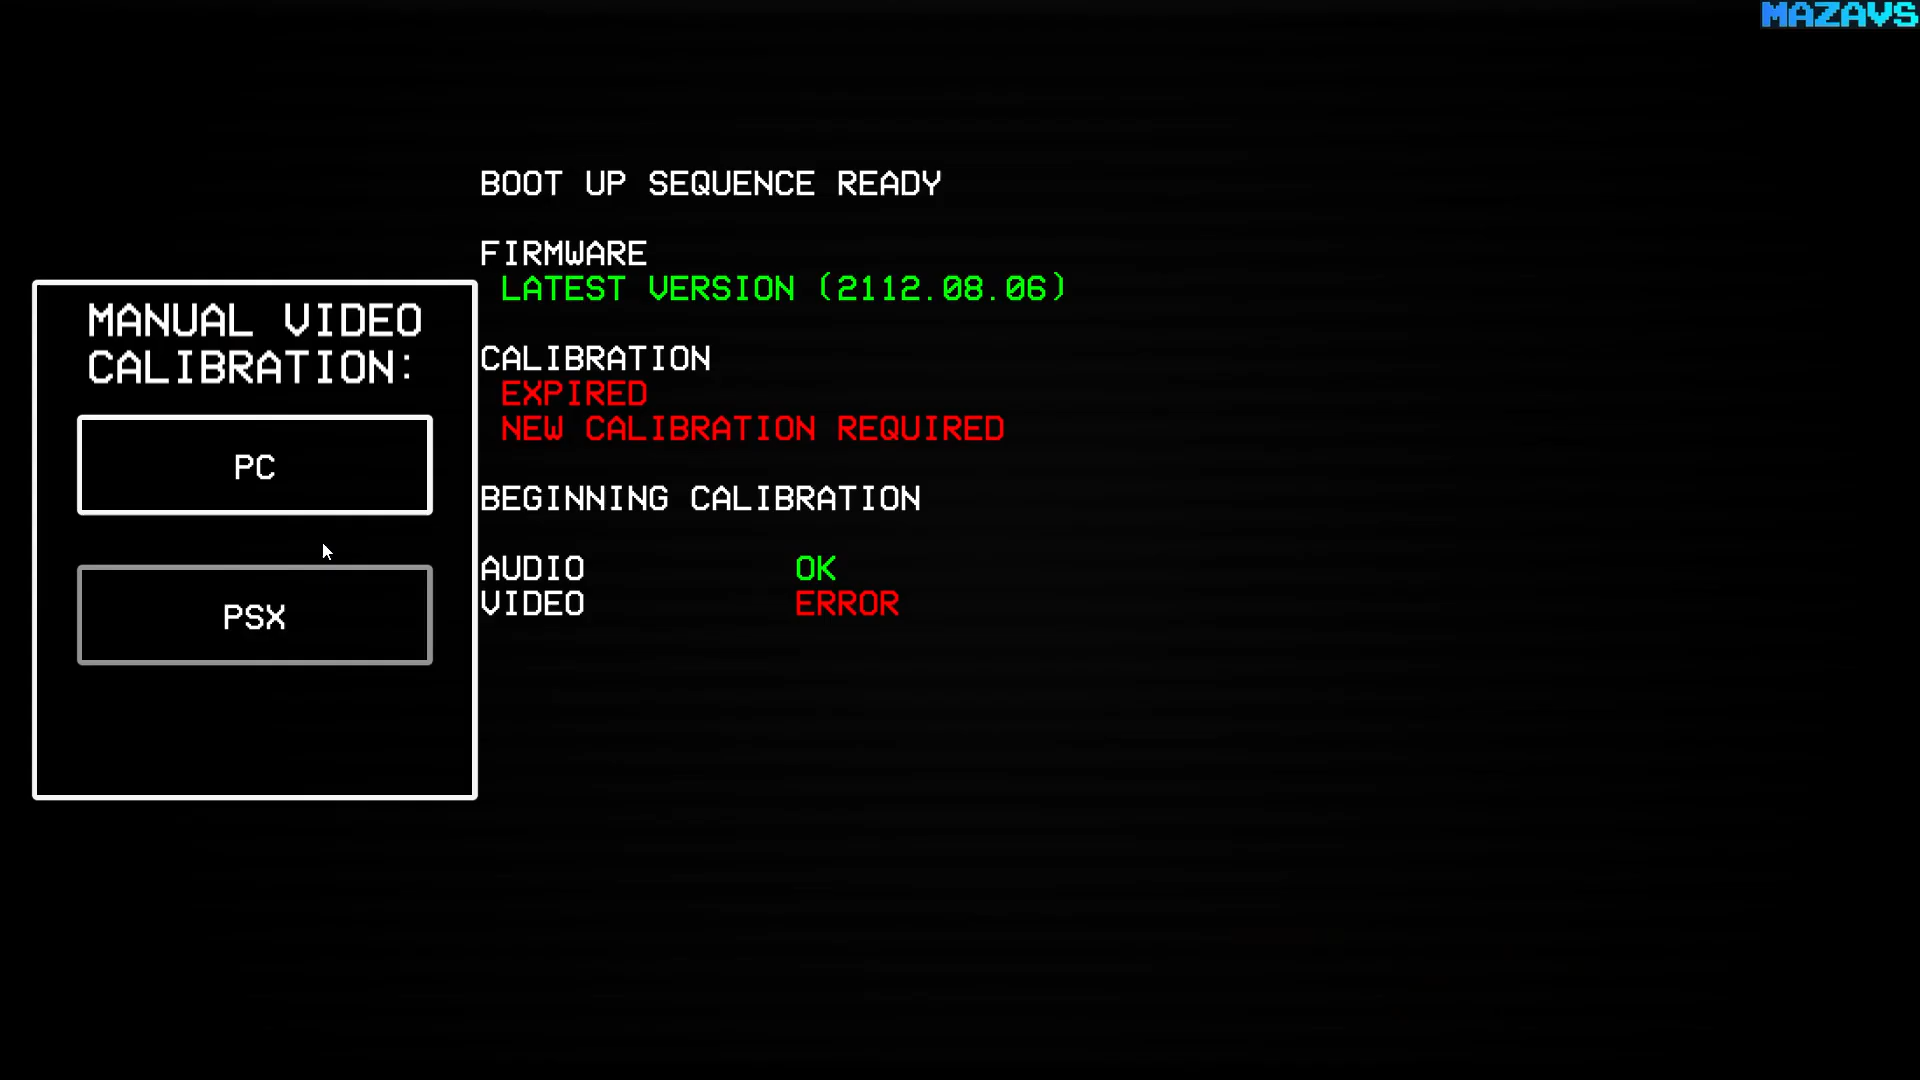 MAZAVS
BOOT UP SEQUENCE READY
FIRMWARE
LATEST VERSION (2112.08.06)
CALIBRATION
EXPIRED
NEW CALIBRATION REQUIRED
BEGINNING CALIBRATION
AUDIO OK
VIDEO ERROR
MANUAL VIDEO
CALIBRATION:
PC
PSX